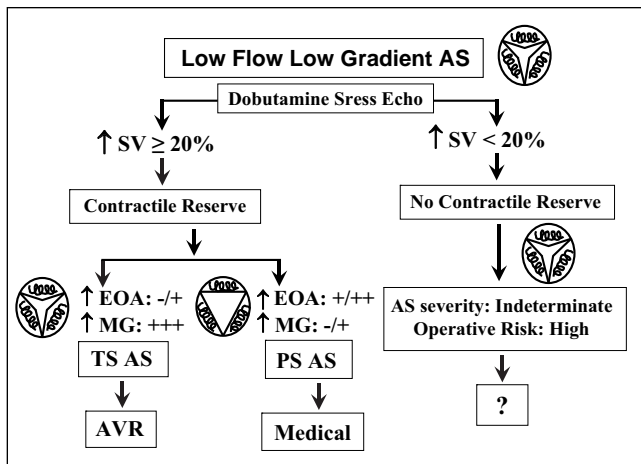 Low Flow Low Gradient AS
Dobutamine Sress Echo
↑ SV ≥ 20%
↑ SV < 20%
Contractile Reserve
No Contractile Reserve
↑ EOA: -/+
↑ MG: +++
↑ EOA: +/++
↑ MG: -/+
AS severity: Indeterminate
Operative Risk: High
TS AS
PS AS
?
AVR
Medical